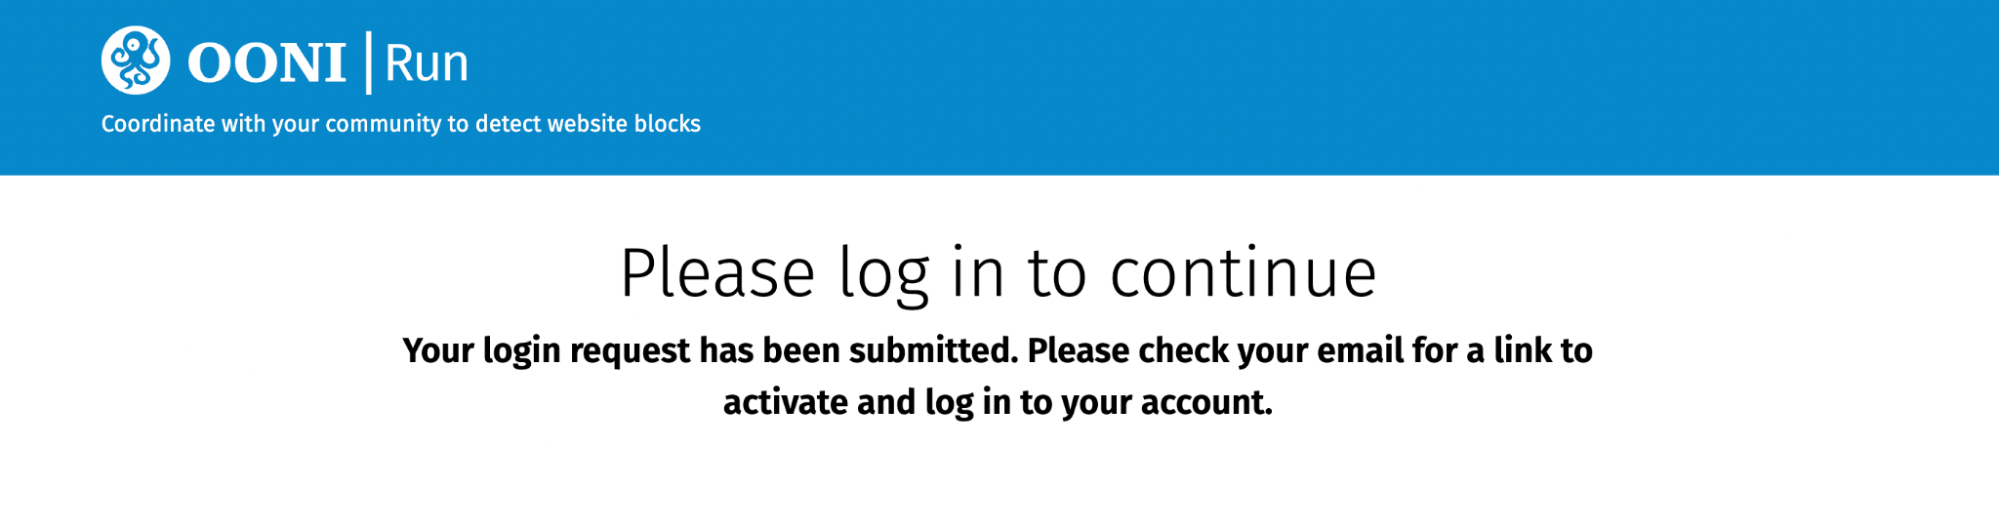 OONI | Run
Coordinate with your community to detect website blocks
Please log in to continue
Your login request has been submitted. Please check your email for a link to
activate and log in to your account.